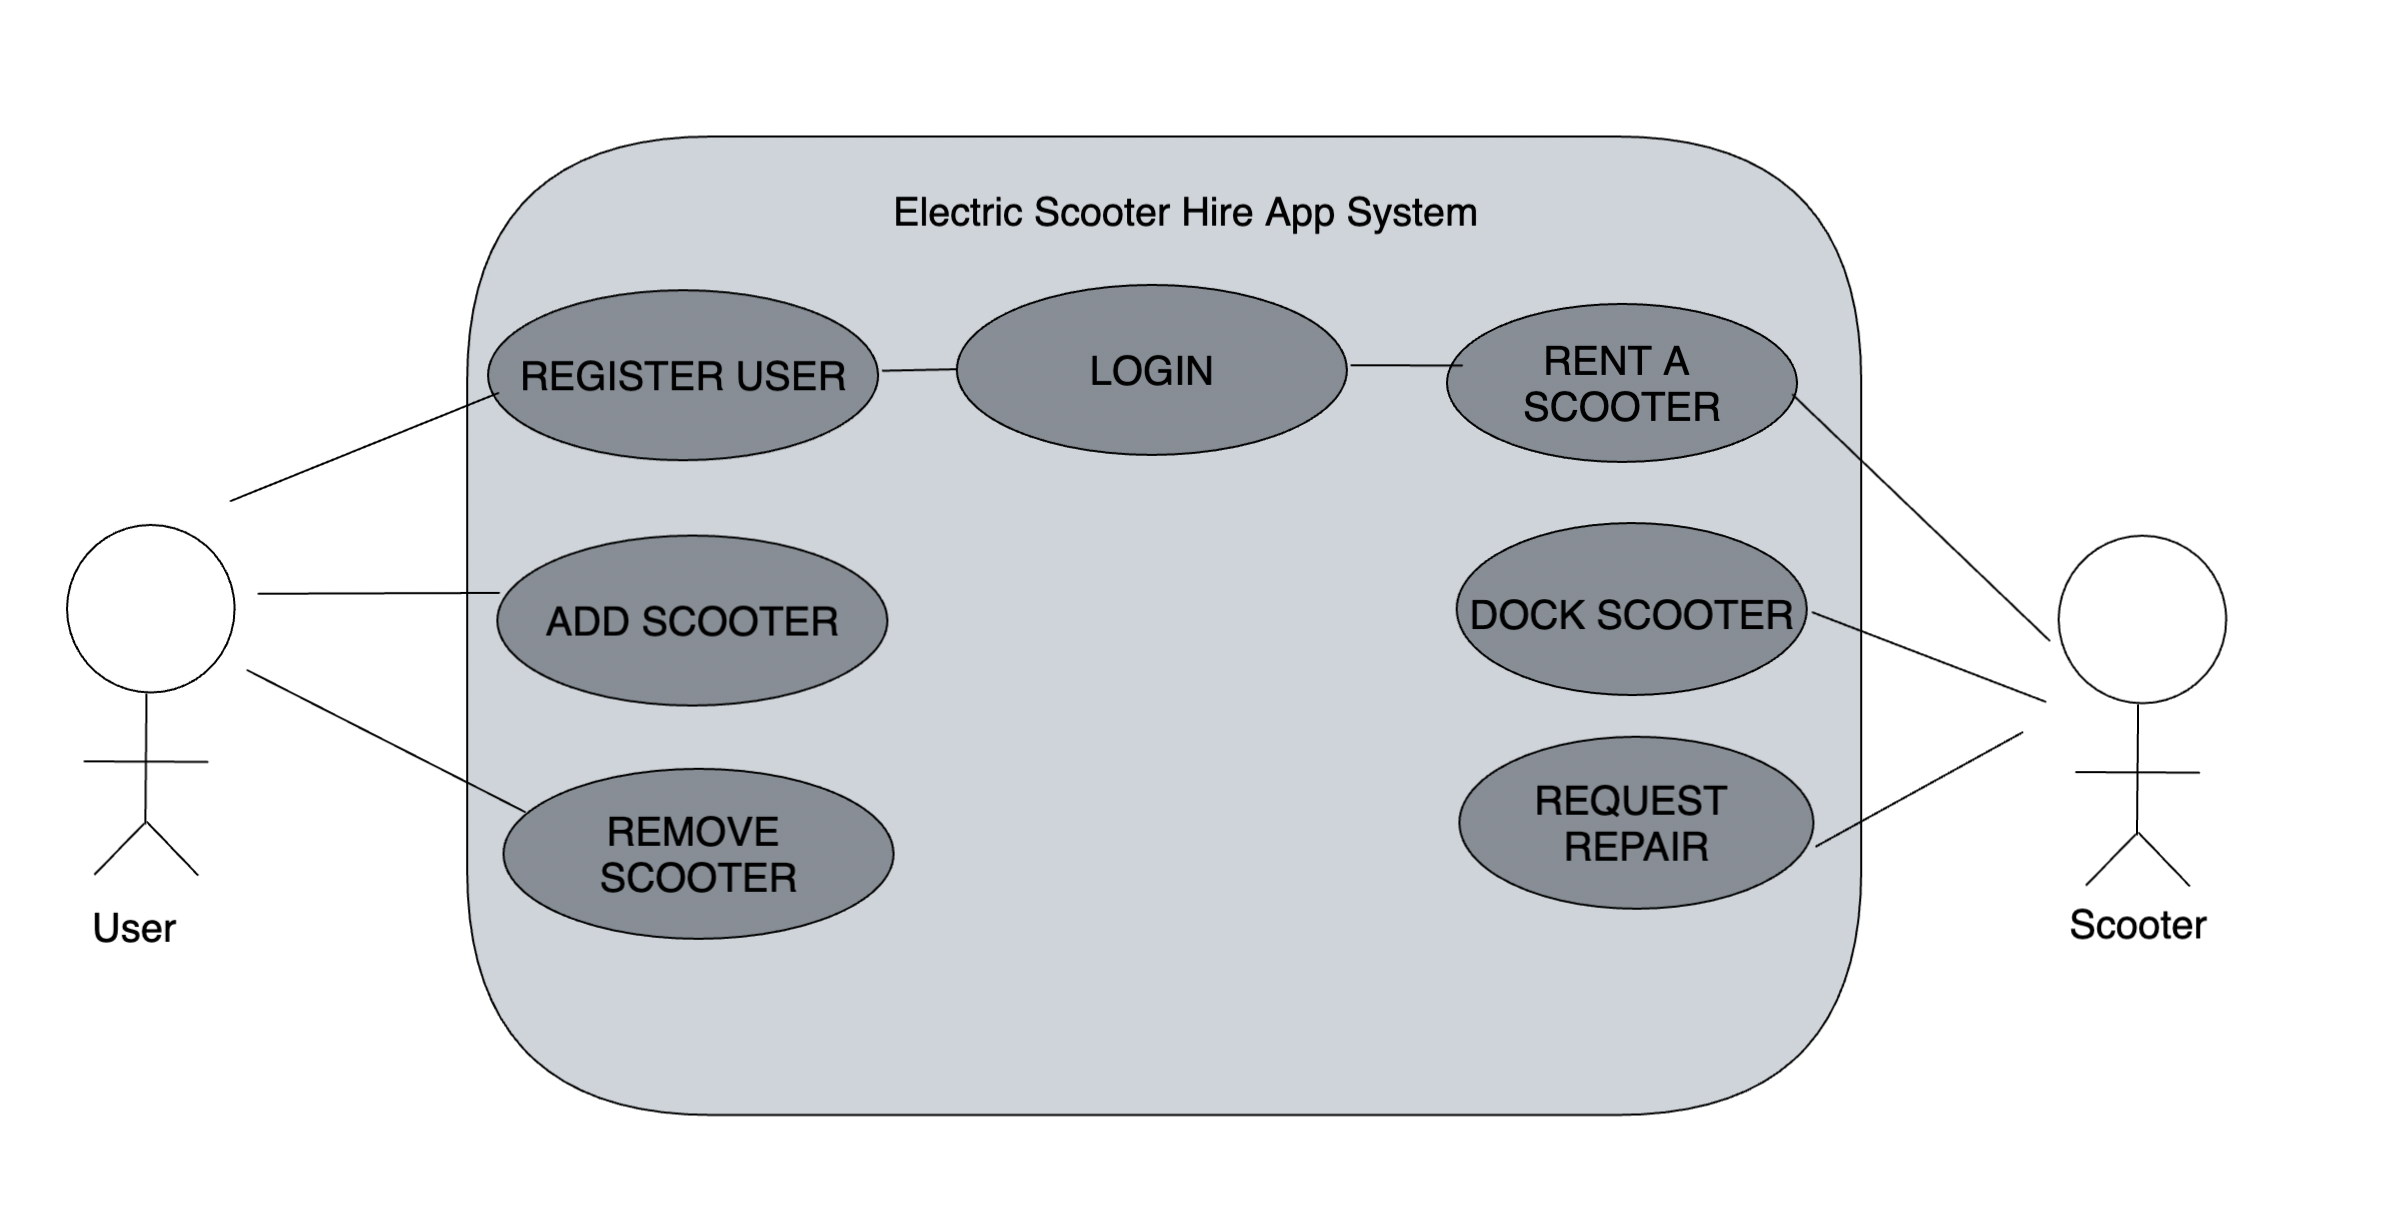 Electric Scooter Hire App System
REGISTER USER
LOGIN
RENT A
SCOOTER
ADD SCOOTER
DOCK SCOOTER
REMOVE
SCOOTER
REQUEST
REPAIR
User
Scooter